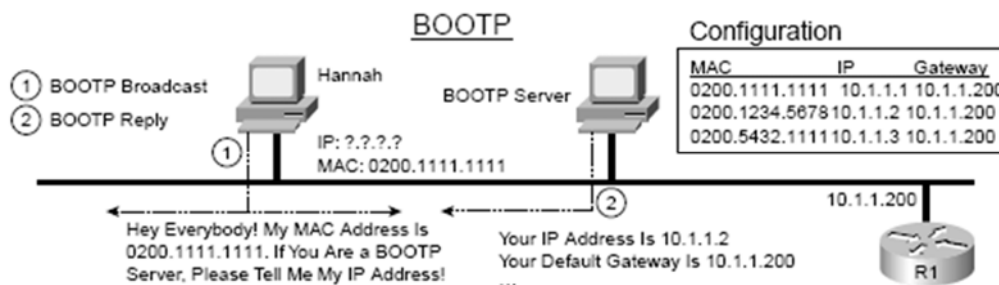 BOOTP
Configuration
MAC IP Gateway
0200.1111.1111 10.1.1.1 10.1.1.200
0200.1234.5678 10.1.1.2 10.1.1.200
0200.5432.1111 10.1.1.3 10.1.1.200
1 BOOTP Broadcast
2 BOOTP Reply
Hannah
BOOTP Server
1
IP: ?.?.?.?
MAC: 0200.1111.1111
2
10.1.1.200
Hey Everybody! My MAC Address Is
0200.1111.1111. If You Are a BOOTP
Server, Please Tell Me My IP Address!
Your IP Address Is 10.1.1.2
Your Default Gateway Is 10.1.1.200
R1